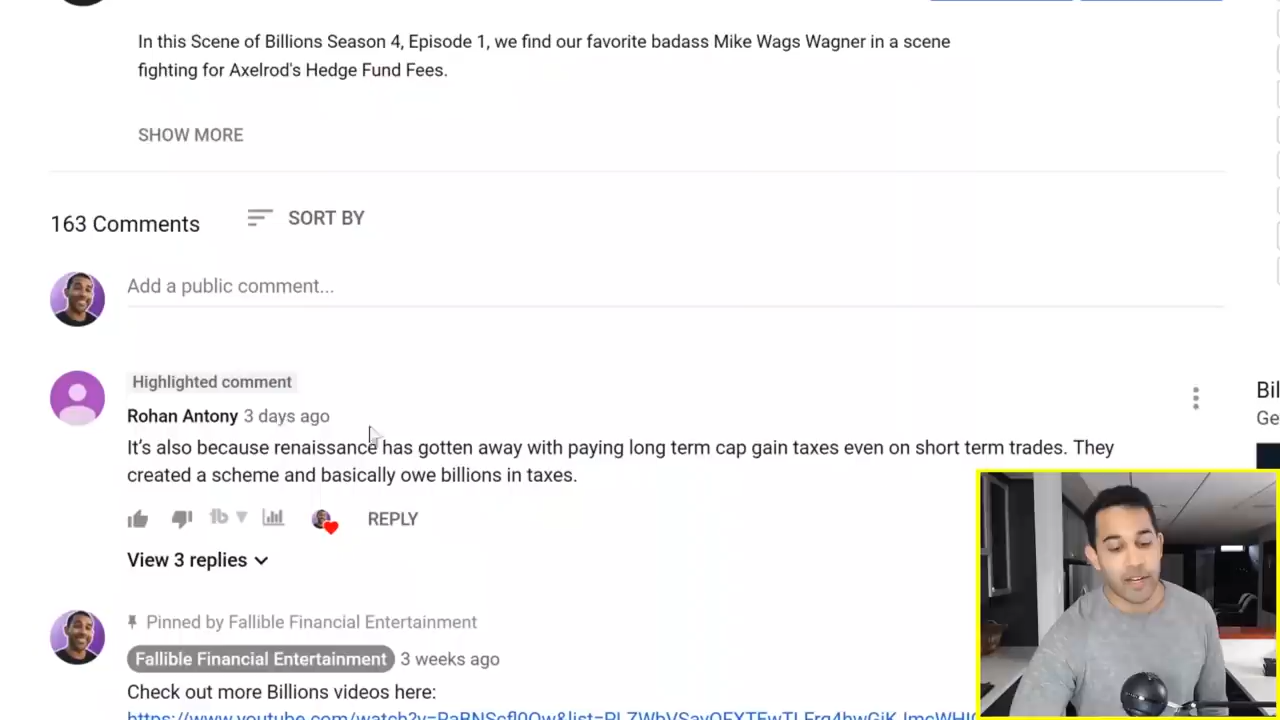 In this Scene of Billions Season 4, Episode 1, we find our favorite badass Mike Wags Wagner in a scene
fighting for Axelrod's Hedge Fund Fees.
SHOW MORE
163 Comments
SORT BY
Add a public comment...
Highlighted comment
Rohan Antony 3 days ago
It's also because renaissance has gotten away with paying long term cap gain taxes even on short term trades. They
created a scheme and basically owe billions in taxes.
REPLY
View 3 replies
Bil
Ge
Pinned by Fallible Financial Entertainment
Fallible Financial Entertainment 3 weeks ago
Check out more Billions videos here: